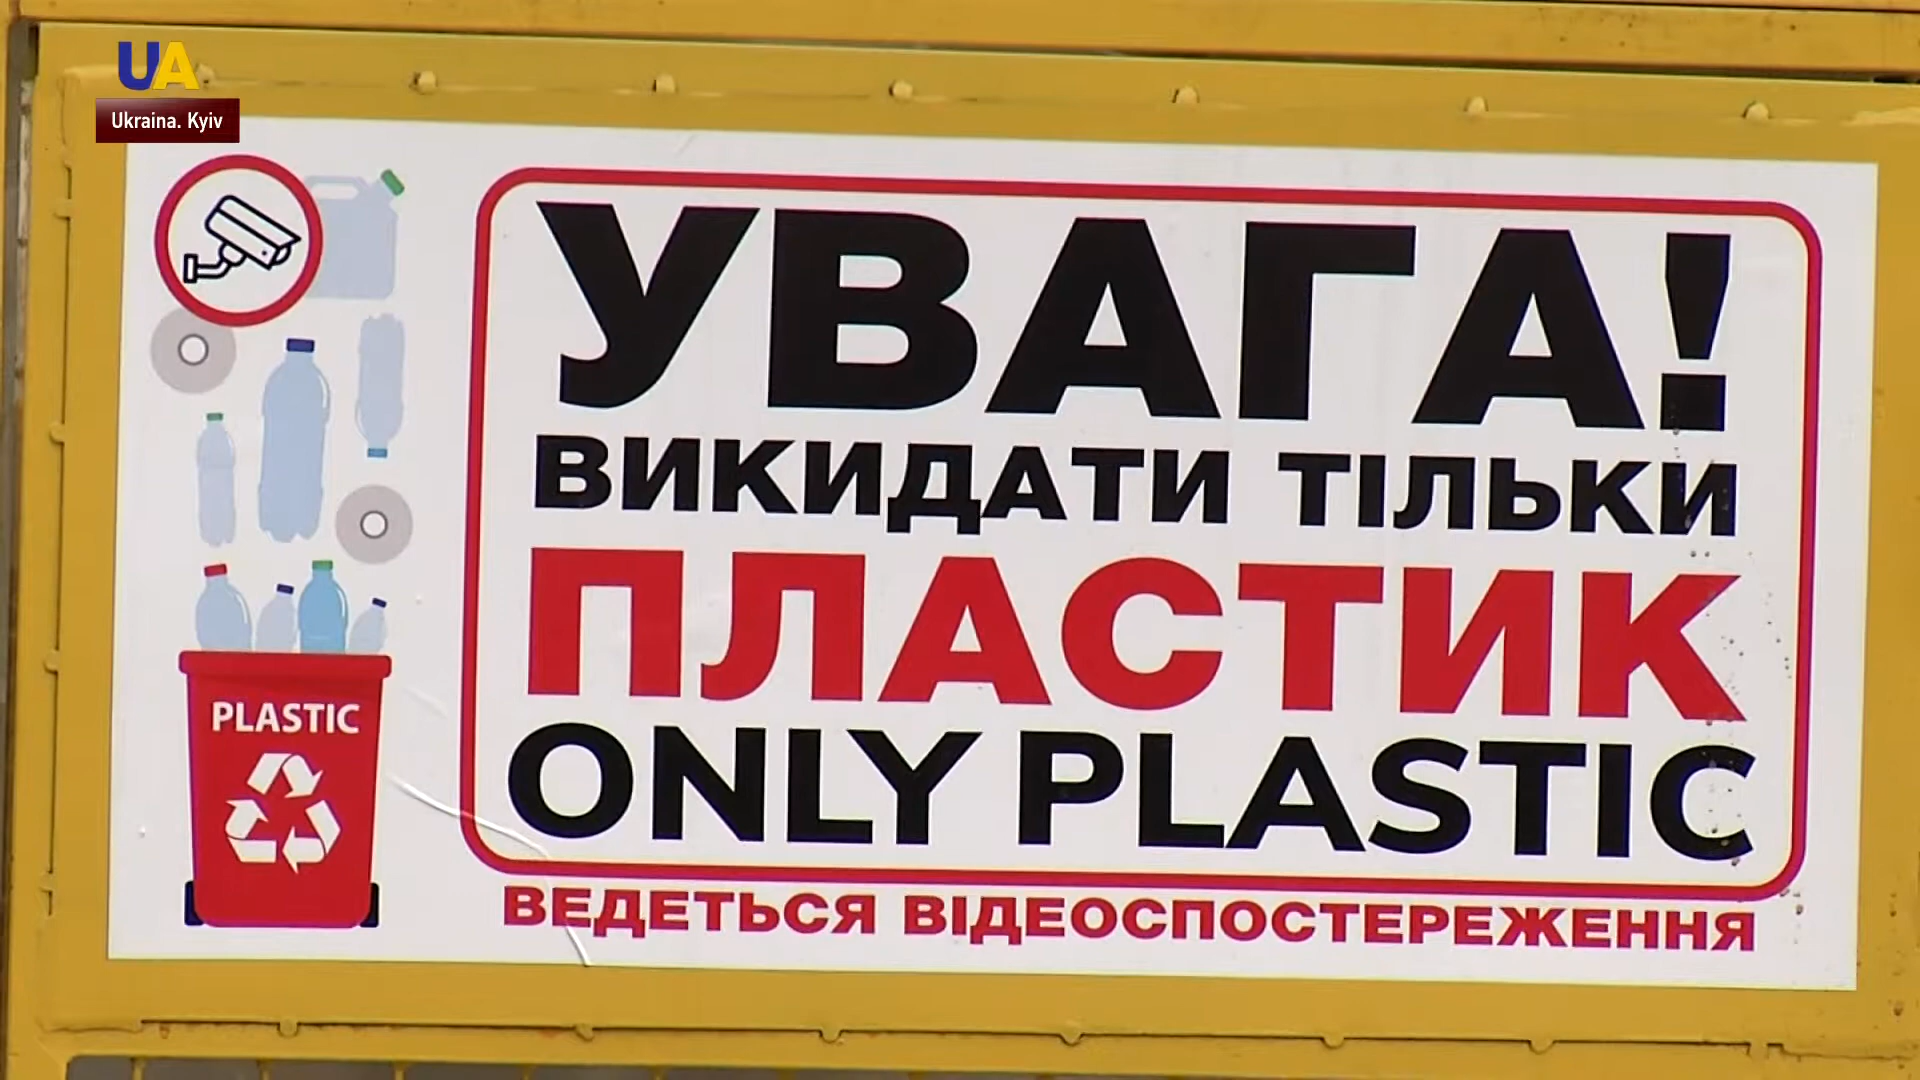 UA
Ukraina. Kyiv
УВАГА!
ВИКИДАТИ ТІЛЬКИ
ПЛАСТИК
ONLY PLASTIC
ВЕДЕТЬСЯ ВІДЕОСПОСТЕРЕЖЕННЯ
PLASTIC